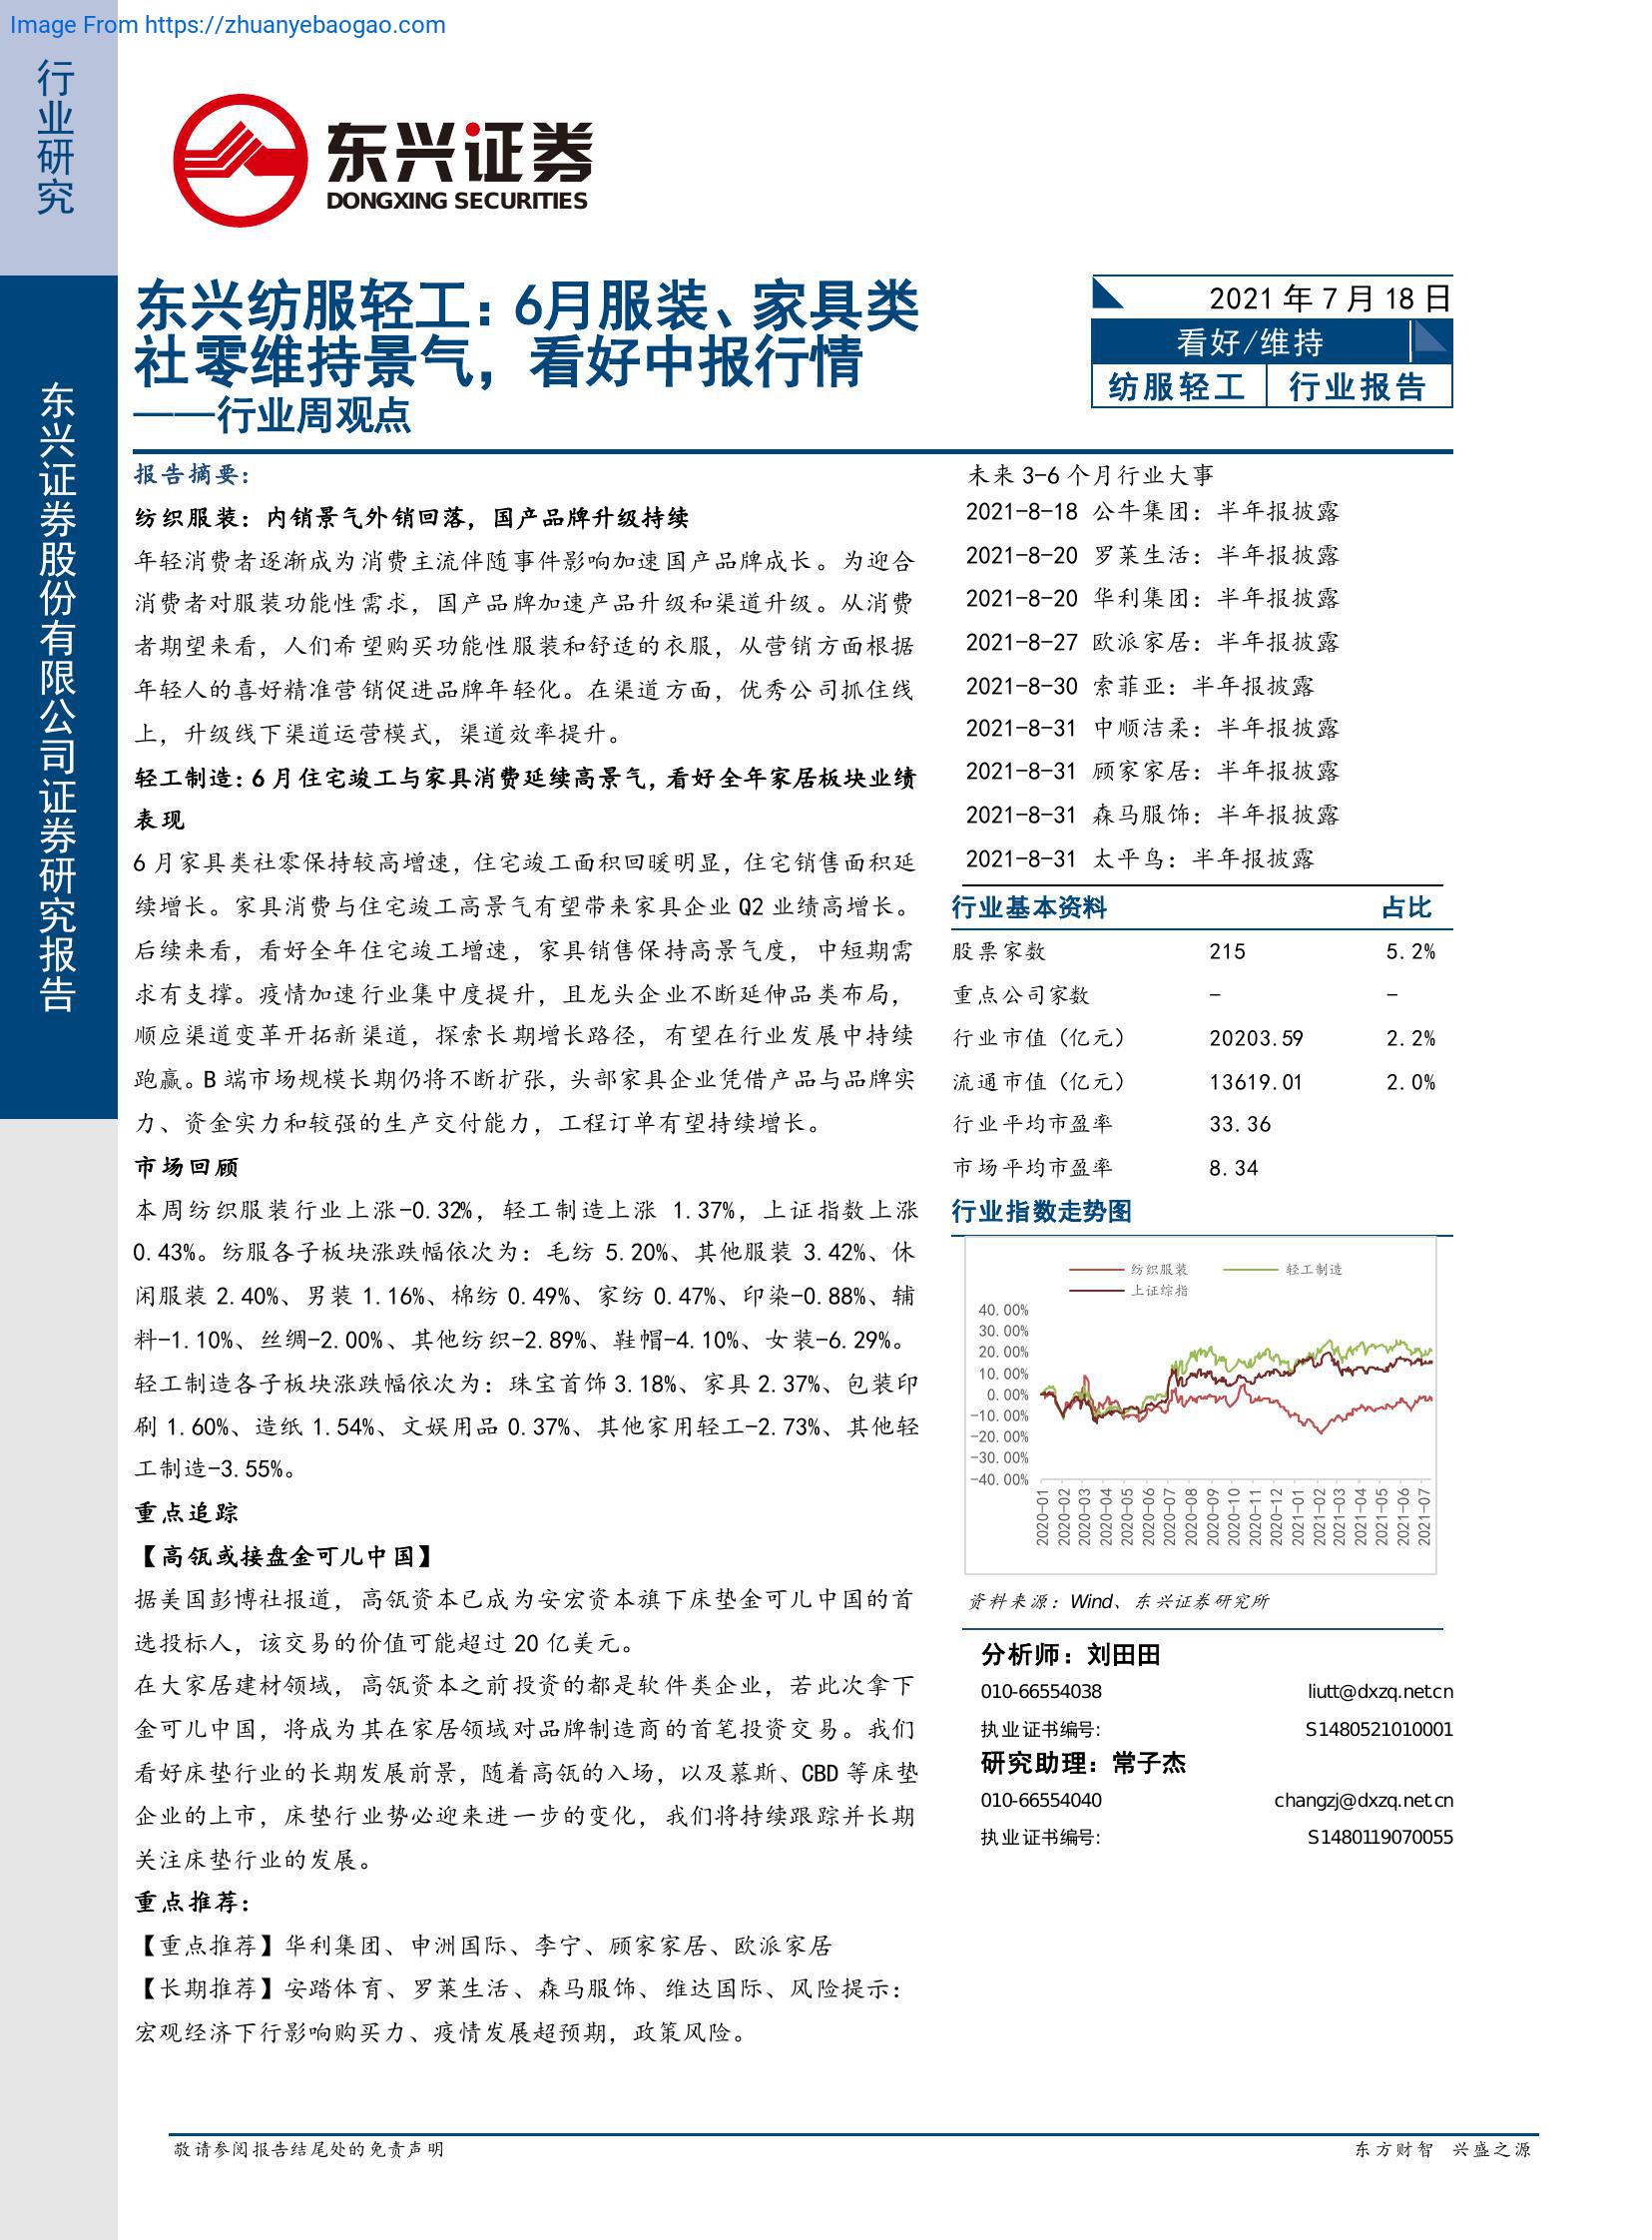 Image From https://zhuanyebaogao.com
行业研究
东兴证券股份有限公司证券研究报告
东兴证券
DONGXING SECURITIES
东兴纺服轻工：6月服装、家具类
社零维持景气，看好中报行情
——行业周观点
2021 年 7 月 18 日
看好/维持
纺服轻工 行业报告
报告摘要：
纺织服装：内销景气外销回落，国产品牌升级持续
年轻消费者逐渐成为消费主流伴随事件影响加速国产品牌成长。为迎合
消费者对服装功能性需求，国产品牌加速产品升级和渠道升级。从消费
者期望来看，人们希望购买功能性服装和舒适的衣服，从营销方面根据
年轻人的喜好精准营销促进品牌年轻化。在渠道方面，优秀公司抓住线
上，升级线下渠道运营模式，渠道效率提升。
轻工制造：6 月住宅竣工与家具消费延续高景气，看好全年家居板块业绩
表现
6 月家具类社零保持较高增速，住宅竣工面积回暖明显，住宅销售面积延
续增长。家具消费与住宅竣工高景气有望带来家具企业 Q2 业绩高增长。
后续来看，看好全年住宅竣工增速，家具销售保持高景气度，中短期需
求有支撑。疫情加速行业集中度提升，且龙头企业不断延伸品类布局，
顺应渠道变革开拓新渠道，探索长期增长路径，有望在行业发展中持续
跑赢。B 端市场规模长期仍将不断扩张，头部家具企业凭借产品与品牌实
力、资金实力和较强的生产交付能力，工程订单有望持续增长。
市场回顾
本周纺织服装行业上涨-0.32%，轻工制造上涨 1.37%，上证指数上涨
0.43%。纺服各子板块涨跌幅依次为：毛纺 5.20%、其他服装 3.42%、休
闲服装 2.40%、男装 1.16%、棉纺 0.49%、家纺 0.47%、印染-0.88%、辅
料-1.10%、丝绸-2.00%、其他纺织-2.89%、鞋帽-4.10%、女装-6.29%。
轻工制造各子板块涨跌幅依次为：珠宝首饰 3.18%、家具 2.37%、包装印
刷 1.60%、造纸 1.54%、文娱用品 0.37%、其他家用轻工-2.73%、其他轻
工制造-3.55%。
重点追踪
【高瓴或接盘金可儿中国】
据美国彭博社报道，高瓴资本已成为安宏资本旗下床垫金可儿中国的首
选投标人，该交易的价值可能超过 20 亿美元。
在大家居建材领域，高瓴资本之前投资的都是软件类企业，若此次拿下
金可儿中国，将成为其在家居领域对品牌制造商的首笔投资交易。我们
看好床垫行业的长期发展前景，随着高瓴的入场，以及慕斯、CBD 等床垫
企业的上市，床垫行业势必迎来进一步的变化，我们将持续跟踪并长期
关注床垫行业的发展。
重点推荐：
【重点推荐】华利集团、申洲国际、李宁、顾家家居、欧派家居
【长期推荐】安踏体育、罗莱生活、森马服饰、维达国际、风险提示：
宏观经济下行影响购买力、疫情发展超预期，政策风险。
未来 3-6 个月行业大事
2021-8-18 公牛集团：半年报披露
2021-8-20 罗莱生活：半年报披露
2021-8-20 华利集团：半年报披露
2021-8-27 欧派家居：半年报披露
2021-8-30 索菲亚：半年报披露
2021-8-31 中顺洁柔：半年报披露
2021-8-31 顾家家居：半年报披露
2021-8-31 森马服饰：半年报披露
2021-8-31 太平鸟：半年报披露
行业基本资料 占比
股票家数 215 5.2%
重点公司家数 - -
行业市值（亿元） 20203.59 2.2%
流通市值（亿元） 13619.01 2.0%
行业平均市盈率 33.36
市场平均市盈率 8.34
行业指数走势图
纺织服装 轻工制造
上证综指
40.00%
30.00%
20.00%
10.00%
0.00%
-10.00%
-20.00%
-30.00%
-40.00%
2020-01 2020-02 2020-03 2020-04 2020-05 2020-06 2020-07 2020-08 2020-09 2020-10 2020-11 2020-12 2021-01 2021-02 2021-03 2021-04 2021-05 2021-06 2021-07
资料来源：Wind、东兴证券研究所
分析师：刘田田
010-66554038 liutt@dxzq.net.cn
执业证书编号: S1480521010001
研究助理：常子杰
010-66554040 changzj@dxzq.net.cn
执业证书编号: S1480119070055
敬请参阅报告结尾处的免责声明 东方财智 兴盛之源